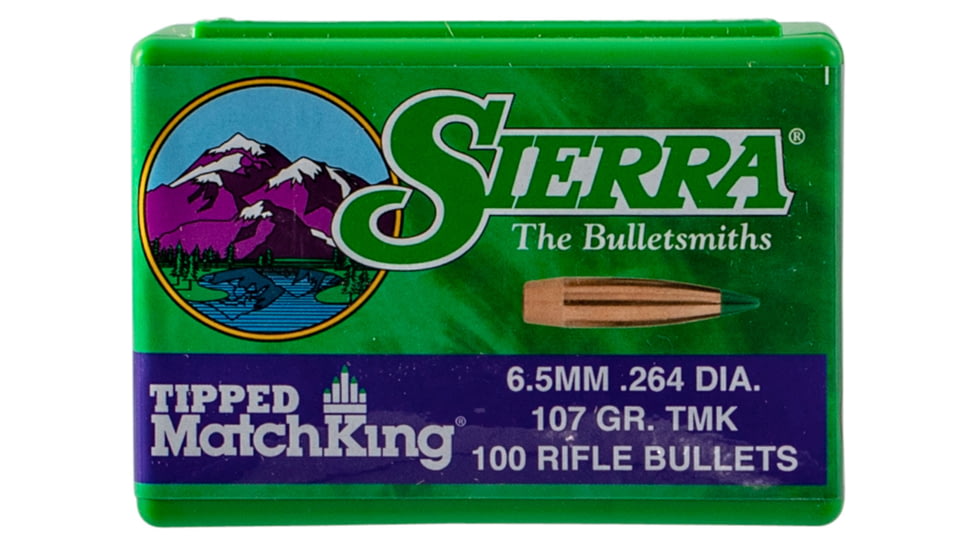 SIERRA®
The Bulletsmiths
TIPPED
MatchKing®
6.5MM .264 DIA.
107 GR. TMK
100 RIFLE BULLETS